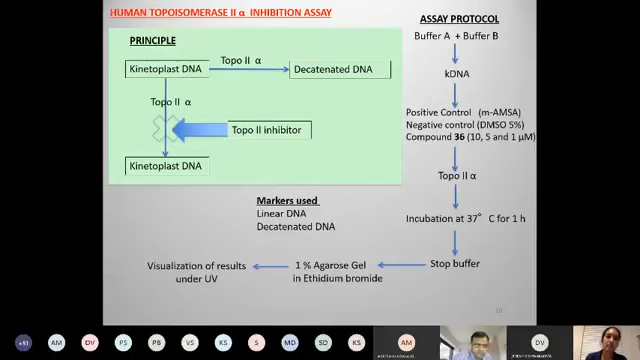 HUMAN TOPOISOMERASE II α INHIBITION ASSAY
PRINCIPLE
Topo II α
Kinetoplast DNA
Decatenated DNA
Topo II α
Topo II inhibitor
Kinetoplast DNA
Markers used
Linear DNA
Decatenated DNA
ASSAY PROTOCOL
Buffer A + Buffer B
kDNA
Positive Control (m-AMSA)
Negative control (DMSO 5%)
Compound 36 (10, 5 and 1 µM)
Topo II α
Incubation at 37° C for 1 h
Stop buffer
1 % Agarose Gel
in Ethidium bromide
Visualization of results
under UV
+51
AM
DV
PS
PB
VS
KS
S
MD
SD
KS
AM
DV